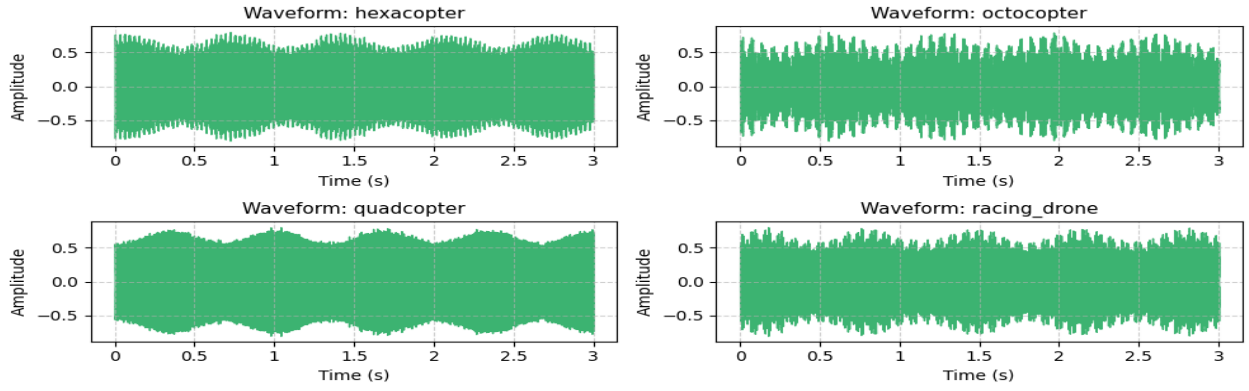 Waveform: hexacopter
Amplitude
0.5
0.0
−0.5
0 0.5 1 1.5 2 2.5 3
Time (s)
Waveform: octocopter
Amplitude
0.5
0.0
−0.5
0 0.5 1 1.5 2 2.5 3
Time (s)
Waveform: quadcopter
Amplitude
0.5
0.0
−0.5
0 0.5 1 1.5 2 2.5 3
Time (s)
Waveform: racing_drone
Amplitude
0.5
0.0
−0.5
0 0.5 1 1.5 2 2.5 3
Time (s)